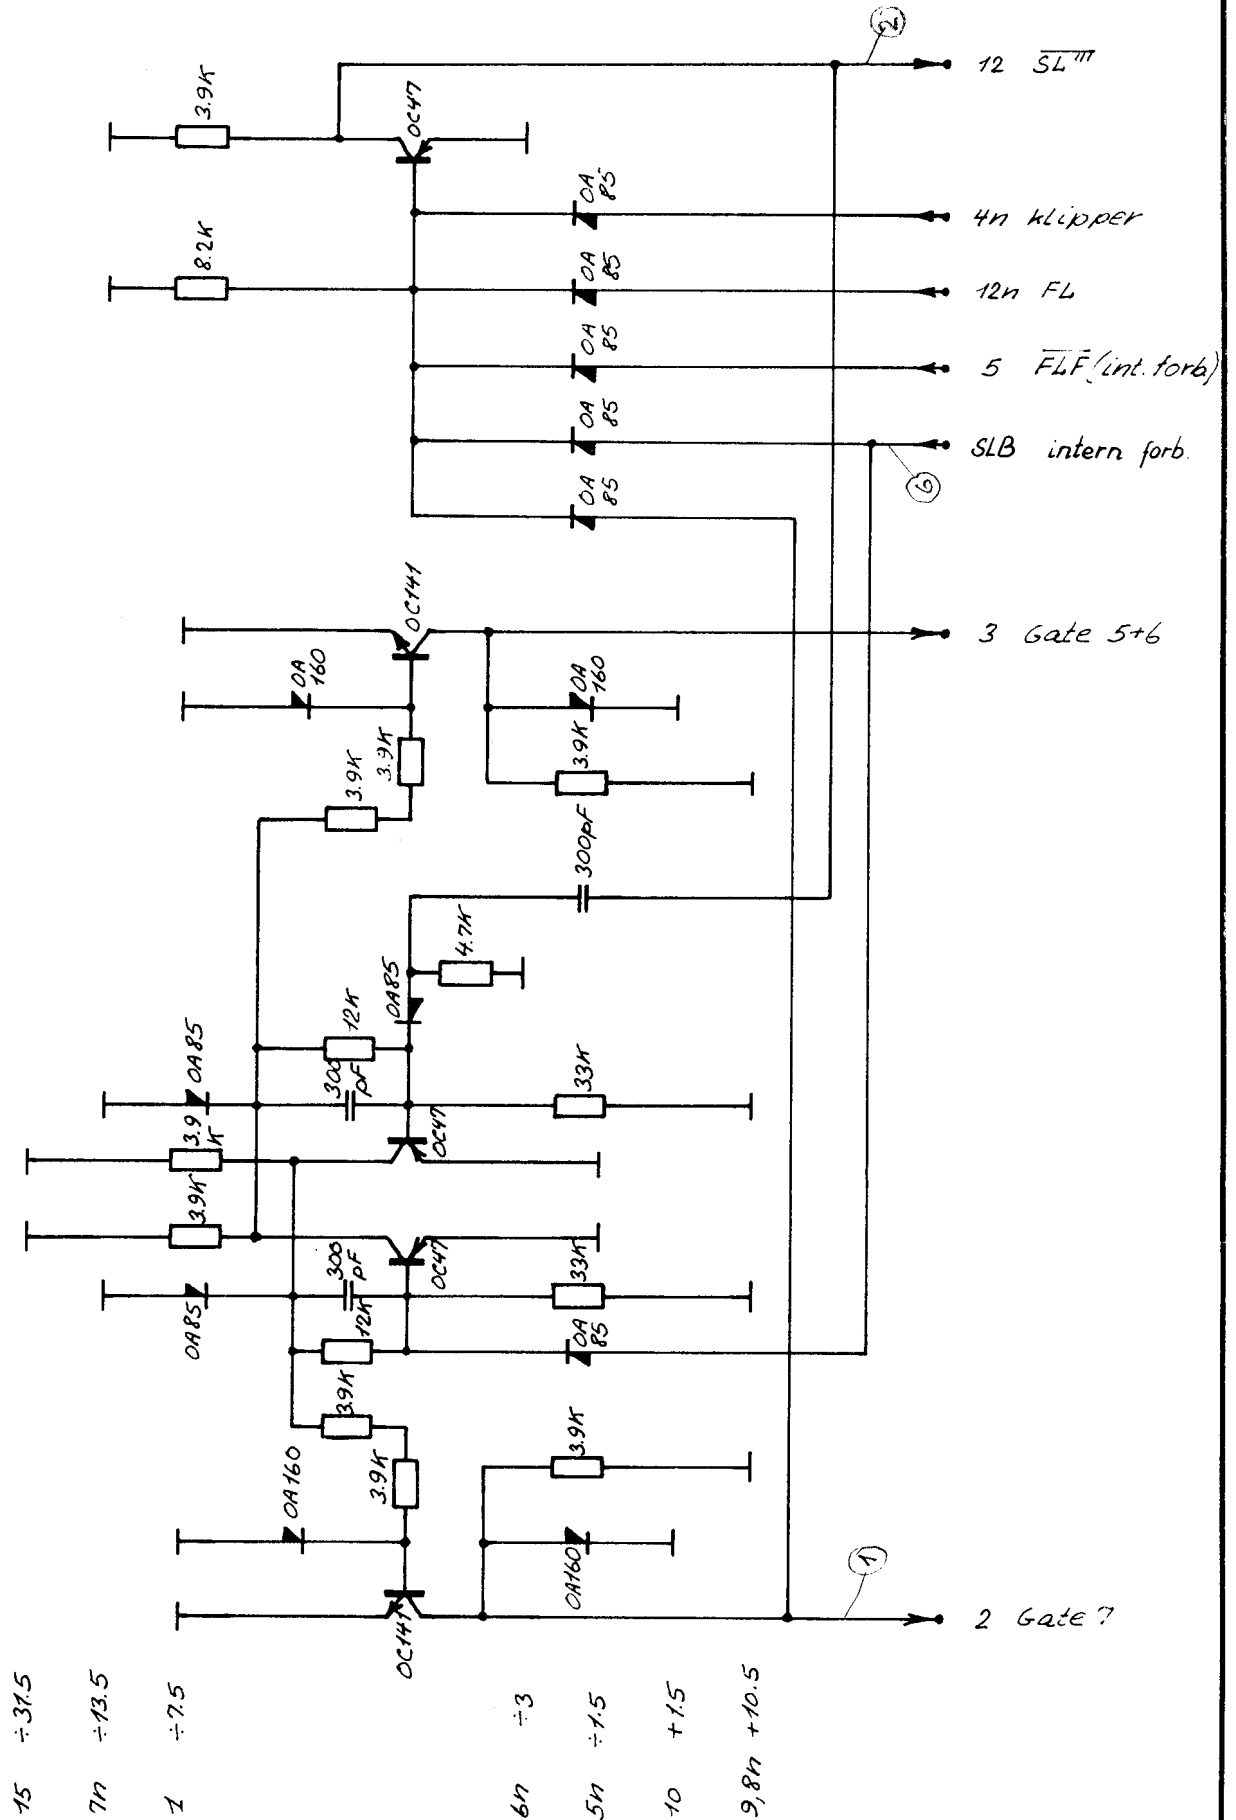 ②
12 S̅L̅'''
3.9K
OC47
OA
85
4n klipper
8.2K
OA
85
12n FL
OA
85
5 F̅L̅F̅ (int. forb)
OA
85
SLB intern forb.
⑥
OA
85
OC141
3 Gate 5+6
OA
160
OA
160
3.9K
3.9K
3.9K
300pF
4.7K
OA85
12K
OA85
300
pF
33K
3.9
K
OC47
3.9K
OC47
300
pF
33K
OA85
12K
OA
85
3.9K
3.9K
3.9K
OA160
OA160
①
OC141
2 Gate 7
15 ÷31.5
7n ÷13.5
1 ÷7.5
6n ÷3
5n ÷1.5
10 +1.5
9,8n +10.5